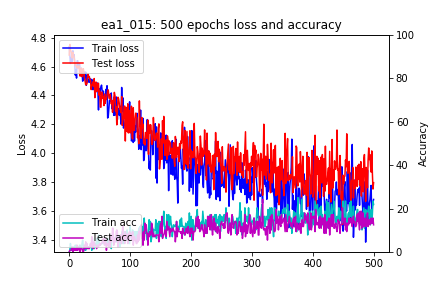 ea1_015: 500 epochs loss and accuracy
4.8
4.6
4.4
4.2
4.0
3.8
3.6
3.4
Loss
Train loss
Test loss
Train acc
Test acc
100
80
60
40
20
0
Accuracy
0 100 200 300 400 500